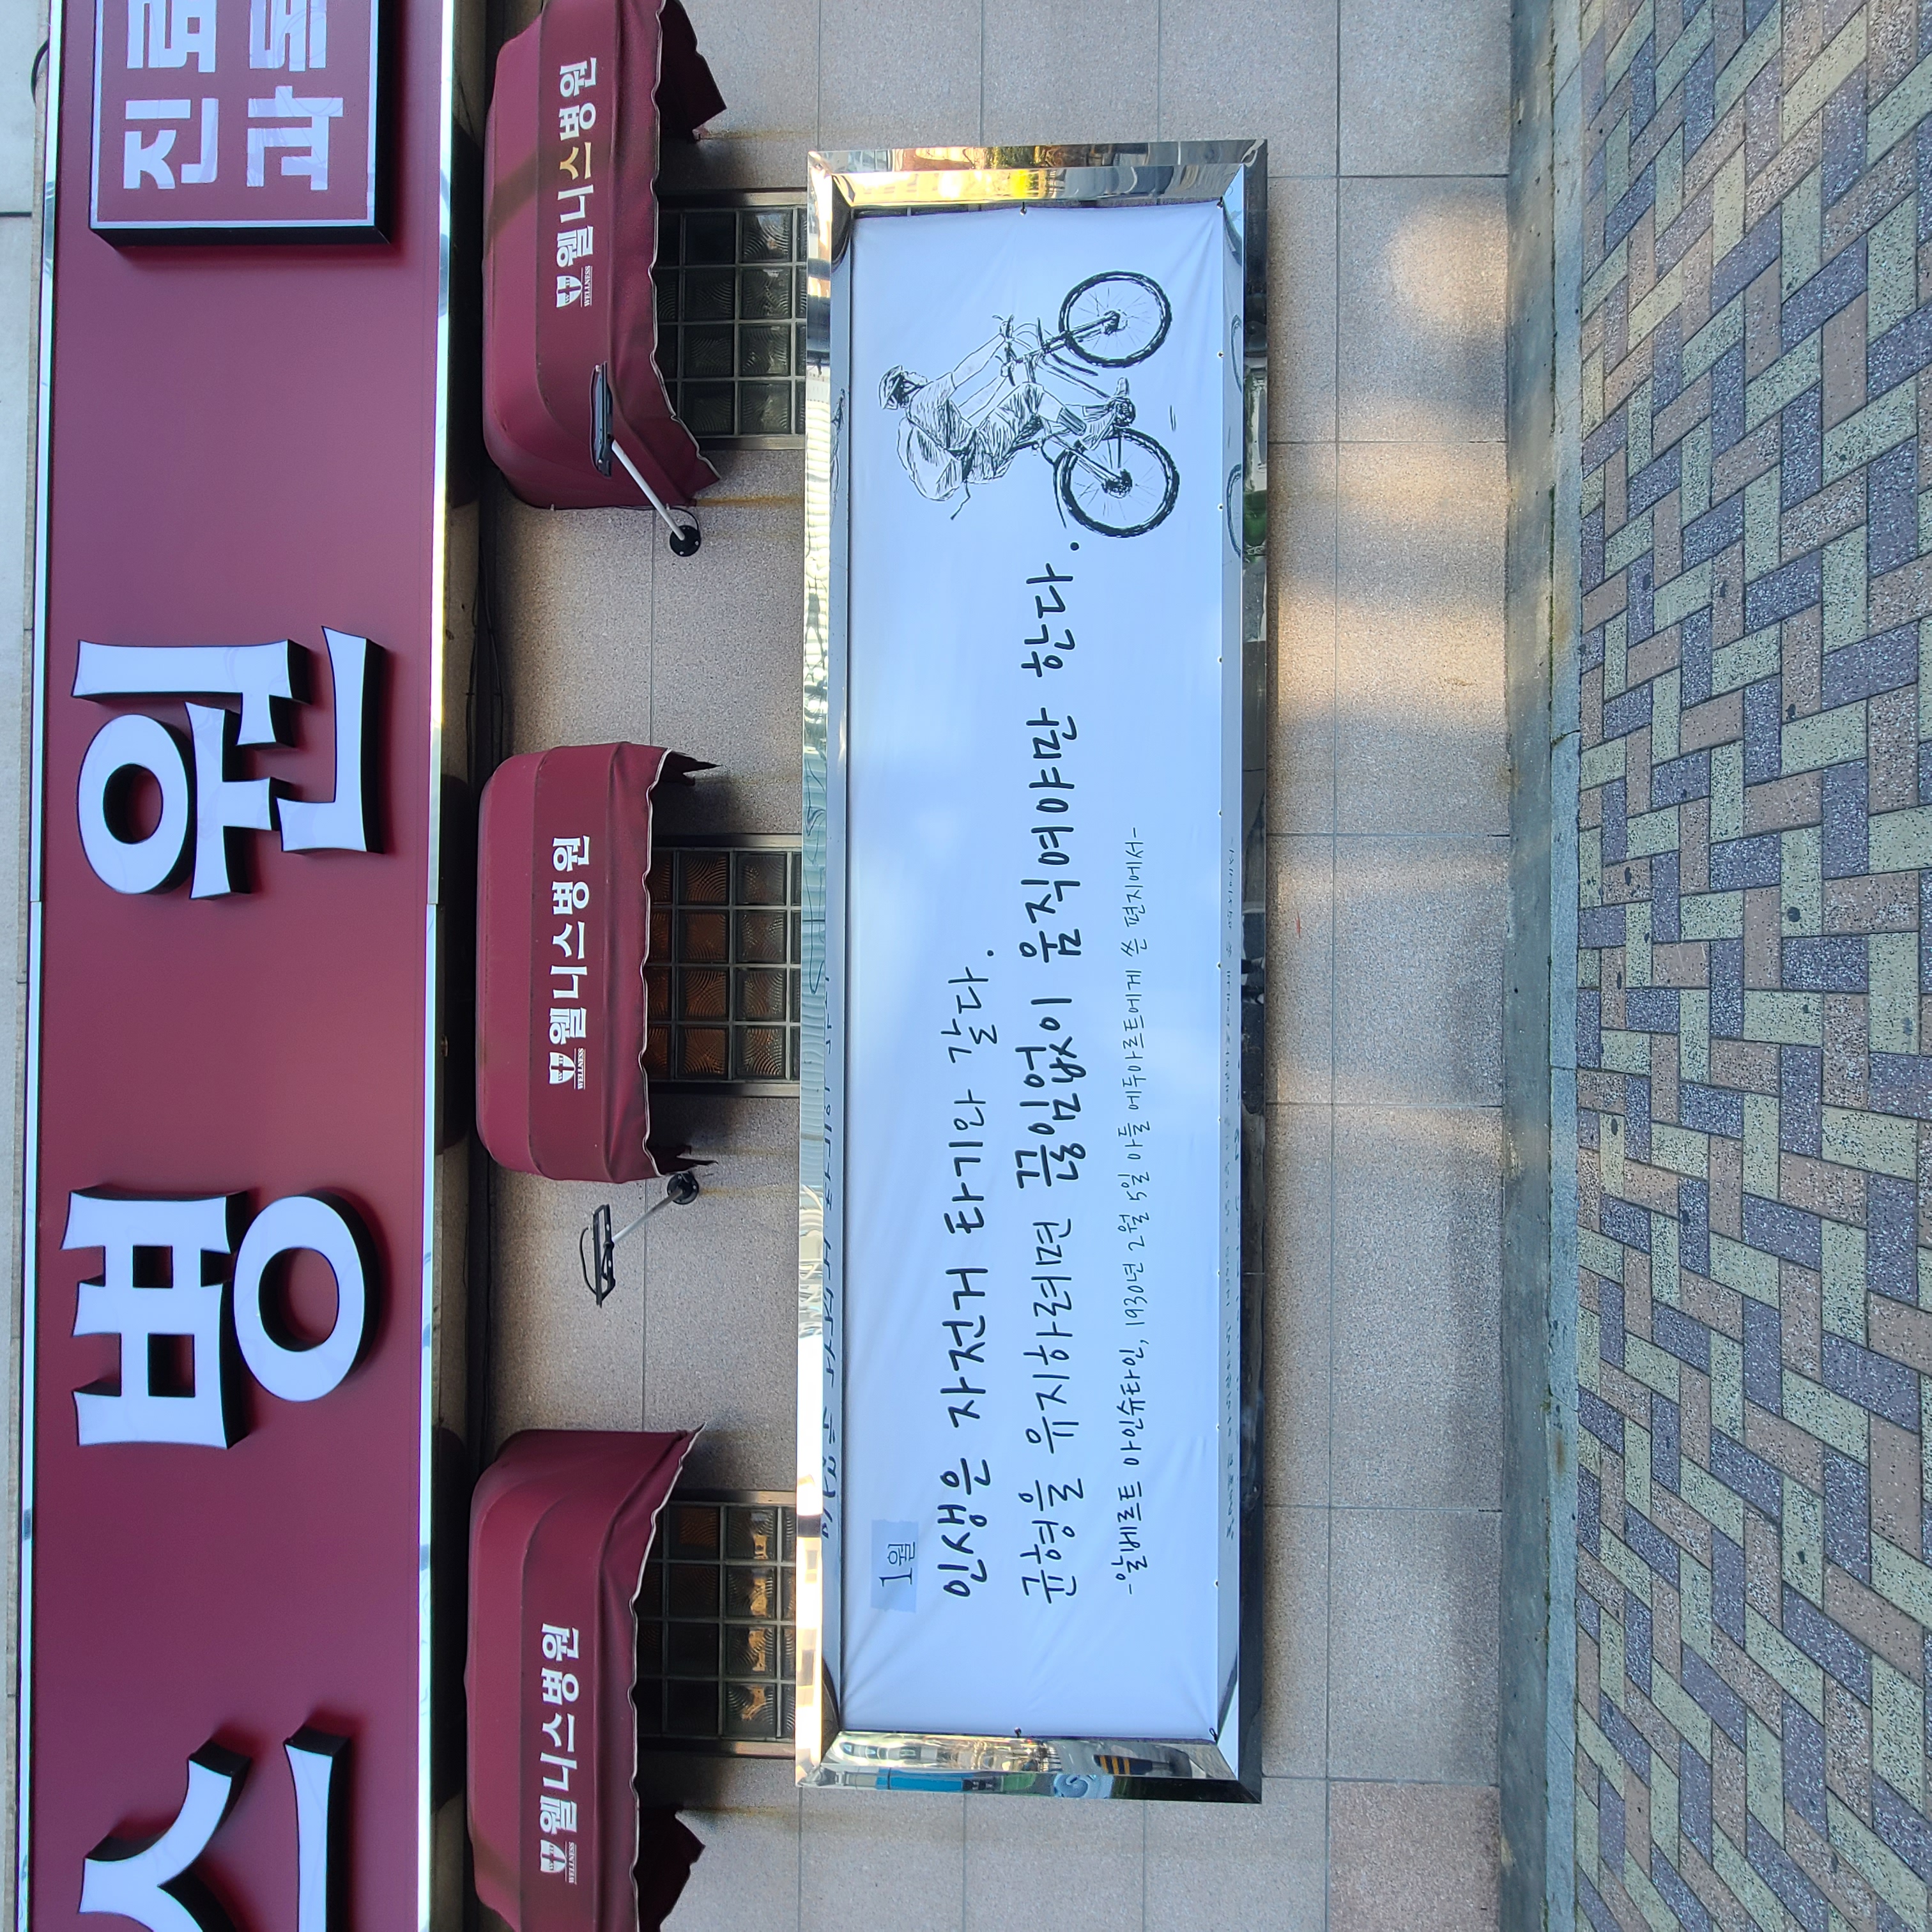 스 병 원
진료
과목
웰니스병원
WELLNESS
웰니스병원
WELLNESS
웰니스병원
WELLNESS
1월
인생은 자전거 타기와 같다.
균형을 유지하려면 끊임없이 움직여야만 한다.
-알베르트 아인슈타인, 1930년 2월 5일 아들 에두아르트에게 쓴 편지에서-